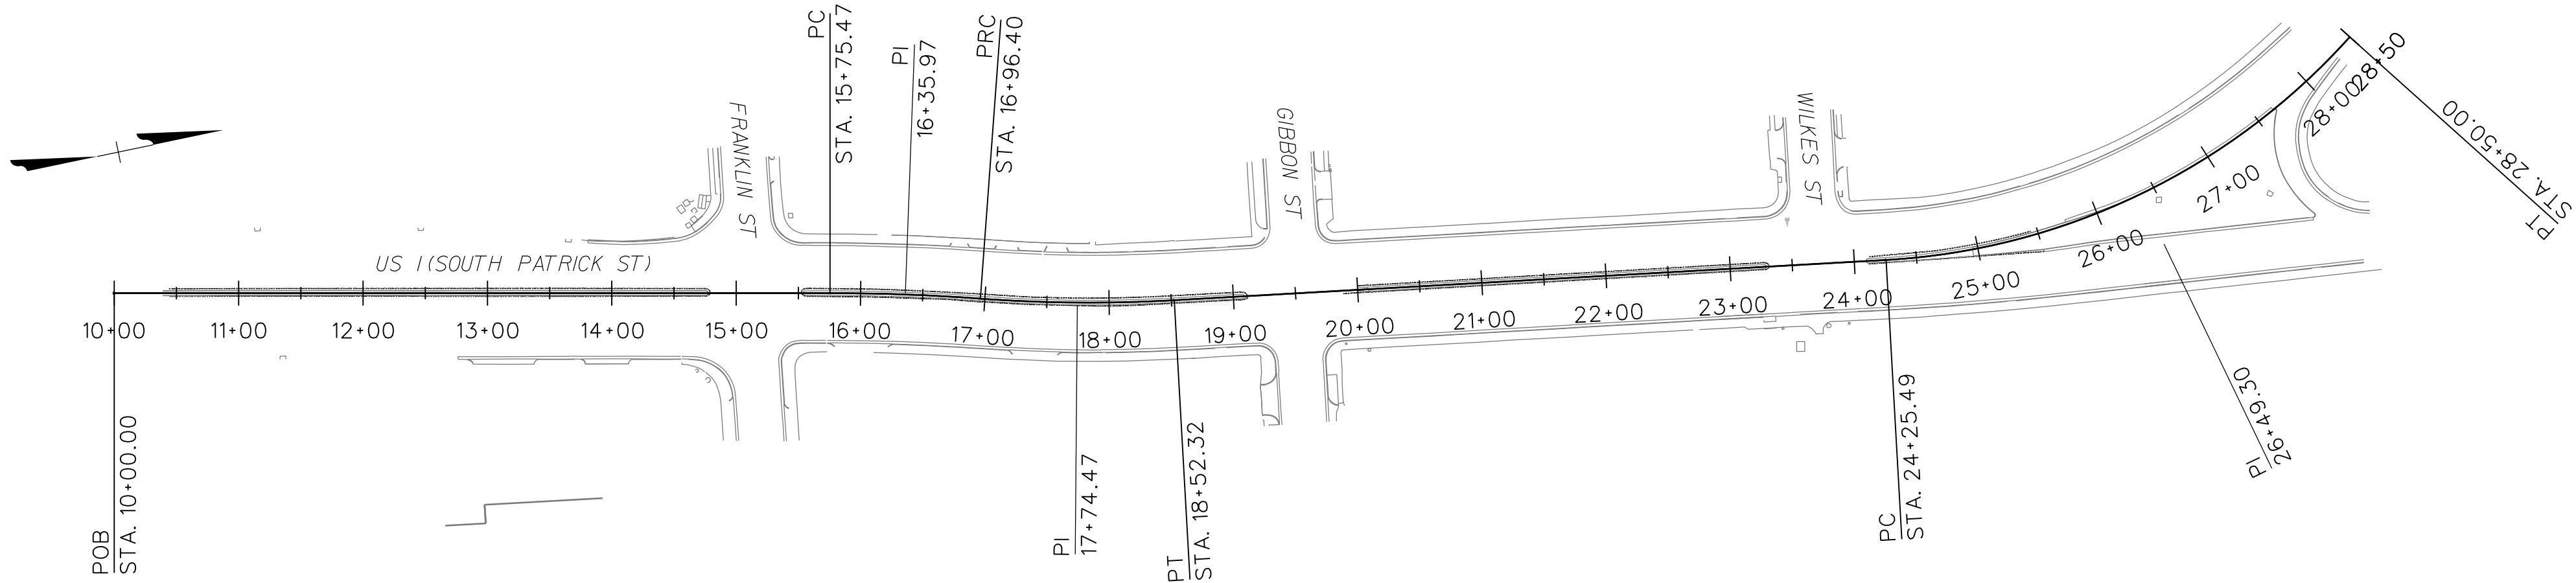 PC
STA. 15+75.47
PI
16+35.97
PRC
STA. 16+96.40
FRANKLIN ST
GIBBON ST
WILKES ST
US 1 (SOUTH PATRICK ST)
10+00
11+00
12+00
13+00
14+00
15+00
16+00
17+00
18+00
19+00
20+00
21+00
22+00
23+00
24+00
25+00
26+00
27+00
28+00
28+50
PT
STA. 28+50.00
POB
STA. 10+00.00
PI
17+74.47
PT
STA. 18+52.32
PC
STA. 24+25.49
PI
26+49.30